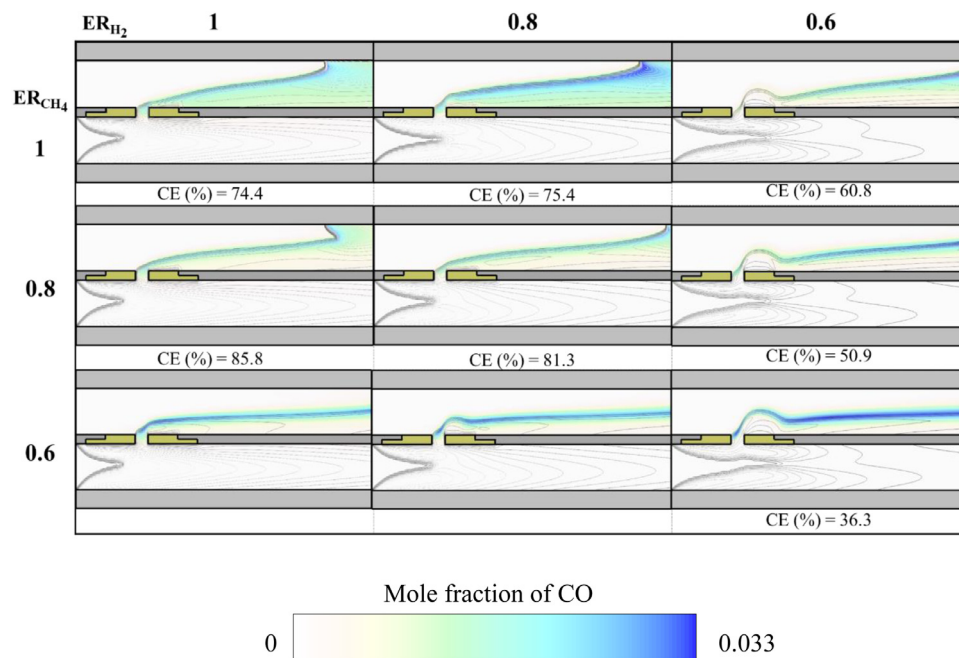 ER_H₂ 1 0.8 0.6
ER_CH₄
1
CE (%) = 74.4 CE (%) = 75.4 CE (%) = 60.8
0.8
CE (%) = 85.8 CE (%) = 81.3 CE (%) = 50.9
0.6
CE (%) = 36.3
Mole fraction of CO
0 0.033